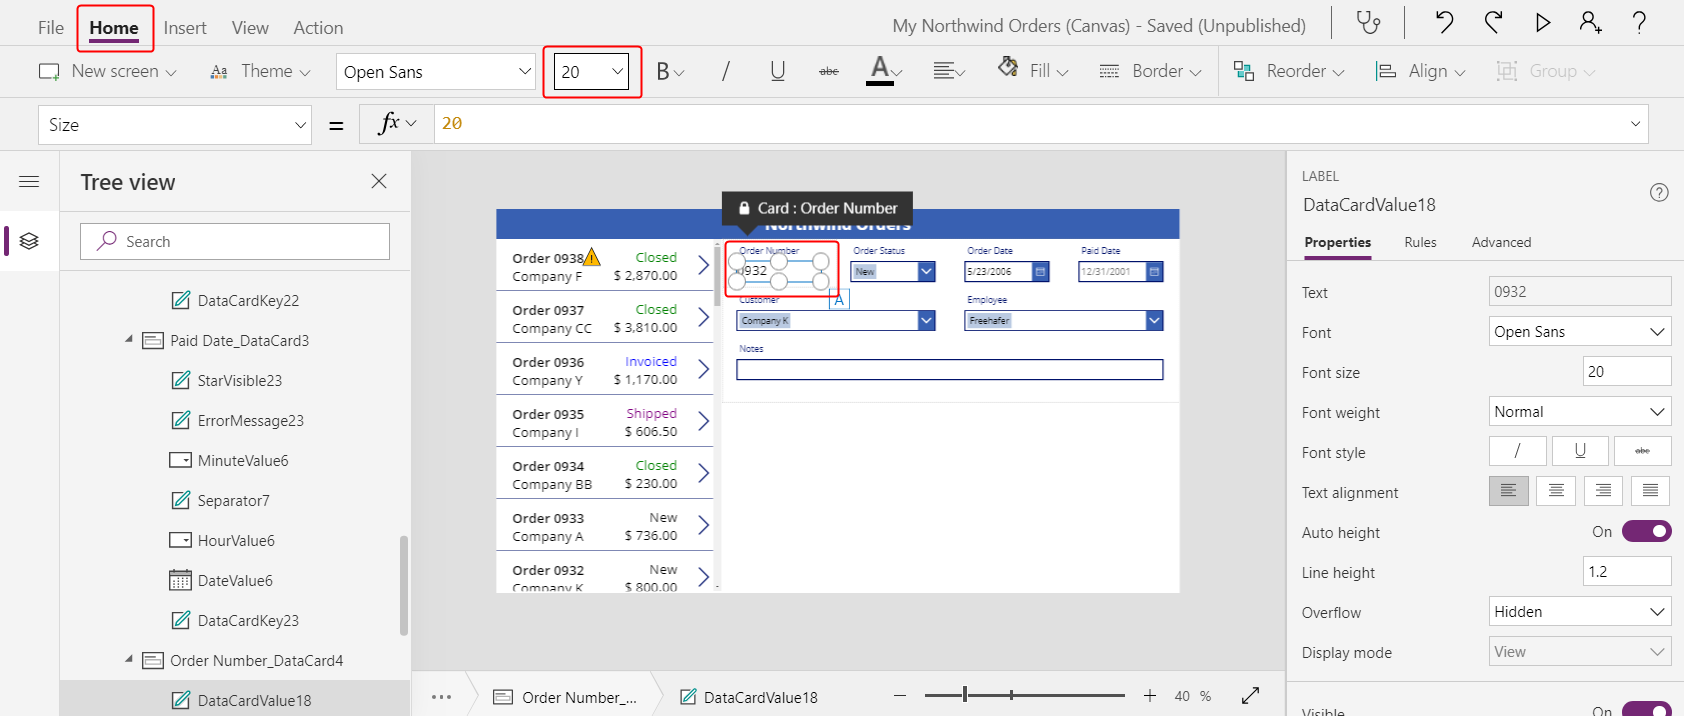 File Home Insert View Action My Northwind Orders (Canvas) - Saved (Unpublished) ?
New screen Aa Theme Open Sans 20 B / U abc A Fill Border Reorder Align Group
Size = fx 20
Tree view
Search
DataCardKey22
Paid Date_DataCard3
StarVisible23
ErrorMessage23
MinuteValue6
Separator7
HourValue6
DateValue6
DataCardKey23
Order Number_DataCard4
DataCardValue18
Card : Order Number
Northwind Orders
Order 0938 Closed
Company F $ 2,870.00
Order 0937 Closed
Company CC $ 3,810.00
Order 0936 Invoiced
Company Y $ 1,170.00
Order 0935 Shipped
Company I $ 606.50
Order 0934 Closed
Company BB $ 230.00
Order 0933 New
Company A $ 736.00
Order 0932 New
Company K $ 800.00
Order Number Order Status Order Date Paid Date
0932 New 5/23/2006 12/31/2001
A
Customer Employee
Company K Freehafer
Notes
... Order Number_... DataCardValue18 40 %
LABEL
DataCardValue18 ?
Properties Rules Advanced
Text 0932
Font Open Sans
Font size 20
Font weight Normal
Font style / U abc
Text alignment
Auto height On
Line height 1.2
Overflow Hidden
Display mode View
Visible On